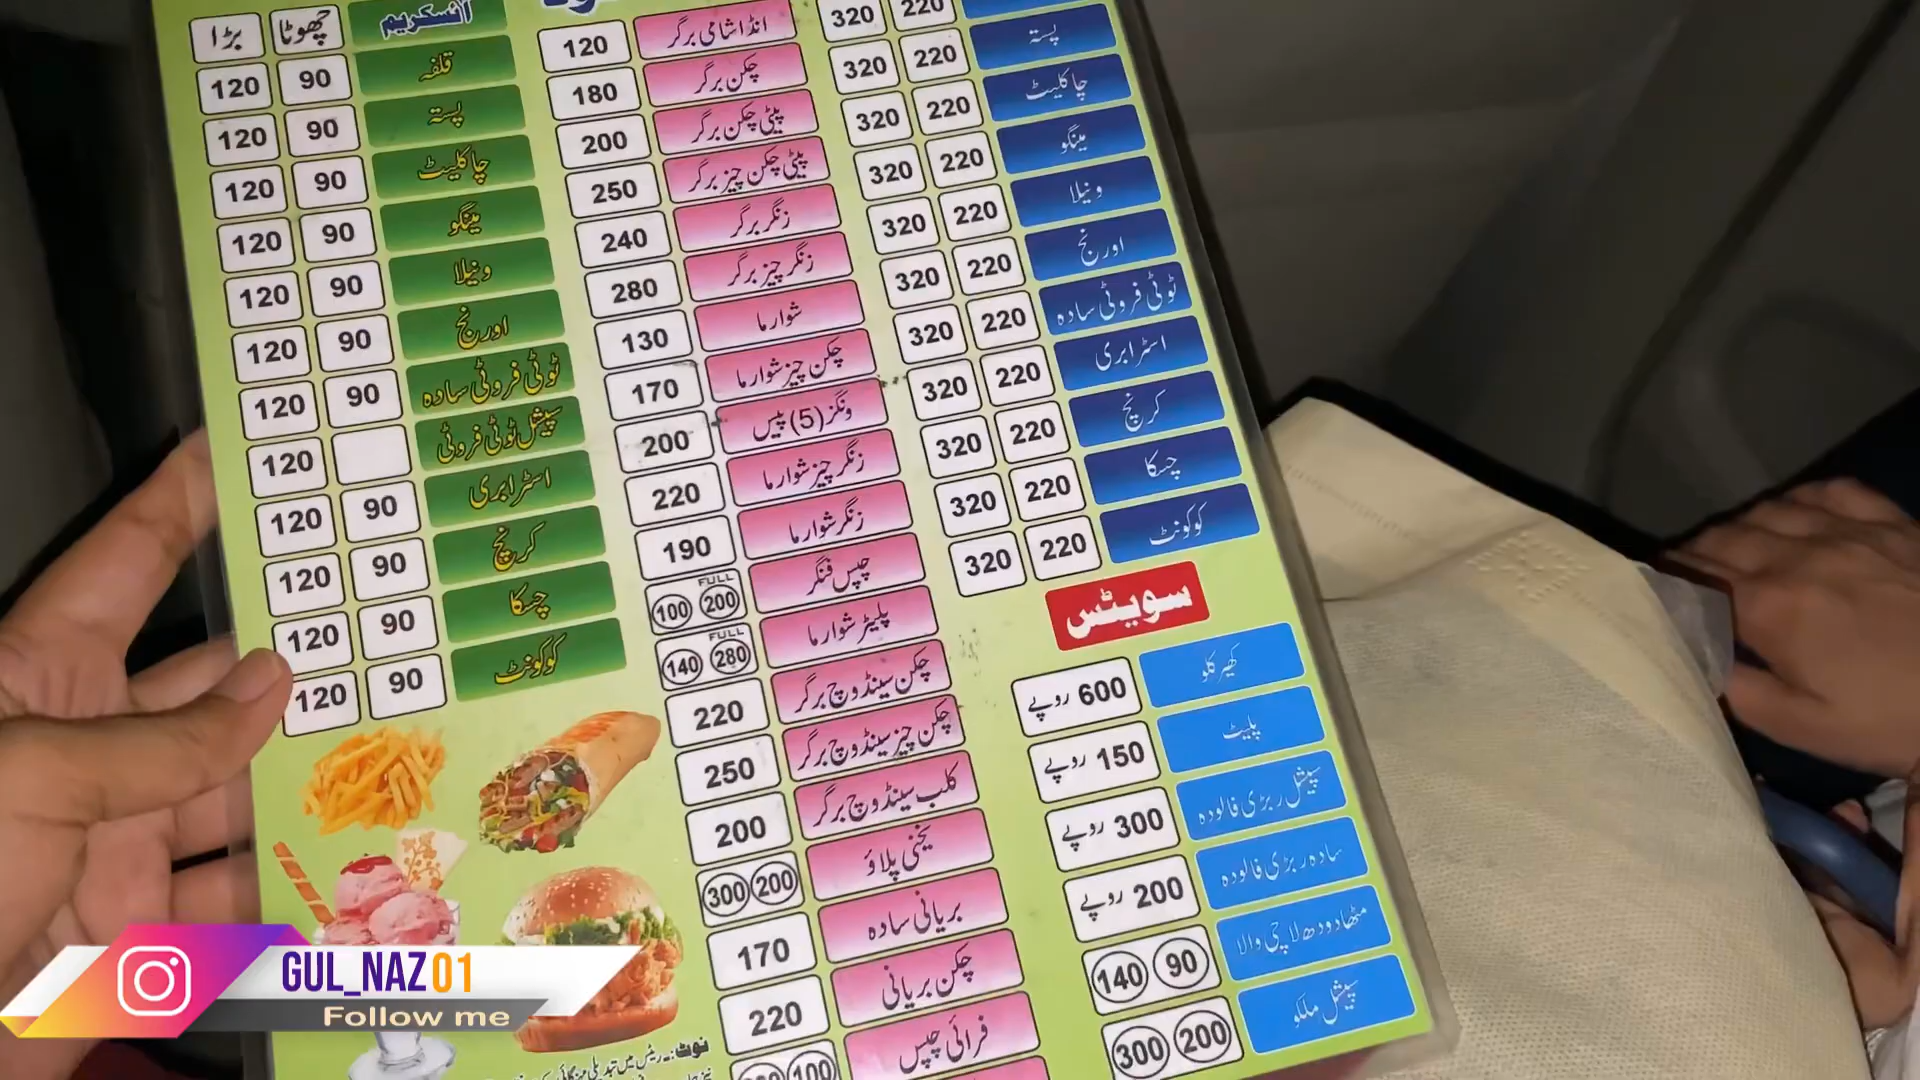 آئسکریم چھوٹا بڑا
قلفہ 90 120
پستہ 90 120
چاکلیٹ 90 120
مینگو 90 120
ونیلا 90 120
اورنج 90 120
ٹوٹی فروٹی سادہ 90 120
سپیشل ٹوٹی فروٹی 120
اسٹرابری 90 120
کرنچ 90 120
چسکا 90 120
کوکونٹ 90 120
انڈا شامی برگر 120
چکن برگر 180
پیٹی چکن برگر 200
پیٹی چکن چیز برگر 250
زنگر برگر 240
زنگر چیز برگر 280
شوارما 130
چکن چیز شوارما 170
ونگز (5) پیس 200
زنگر چیز شوارما 220
زنگر شوارما 190
چپس فنگر FULL 200 100
پلیٹر شوارما FULL 280 140
چکن سینڈوچ برگر 220
چکن چیز سینڈوچ برگر 250
کلب سینڈوچ برگر 200
یخنی پلاؤ 200 300
بریانی سادہ 170
چکن بریانی 220
فرائی چپس 100
220 320
پستہ 220 320
چاکلیٹ 220 320
مینگو 220 320
ونیلا 220 320
اورنج 220 320
ٹوٹی فروٹی سادہ 220 320
اسٹرابری 220 320
کرنچ 220 320
چسکا 220 320
کوکونٹ 220 320
سویٹس
کھیر کلو 600 روپے
پلیٹ 150 روپے
سپیشل ربڑی فالودہ 300 روپے
سادہ ربڑی فالودہ 200 روپے
مٹھا دودھ لاچی والا 90 140
سپیشل ملکو 200 300
نوٹ:۔ ریٹس میں تبدیلی مہنگائی
GUL_NAZ01
Follow me